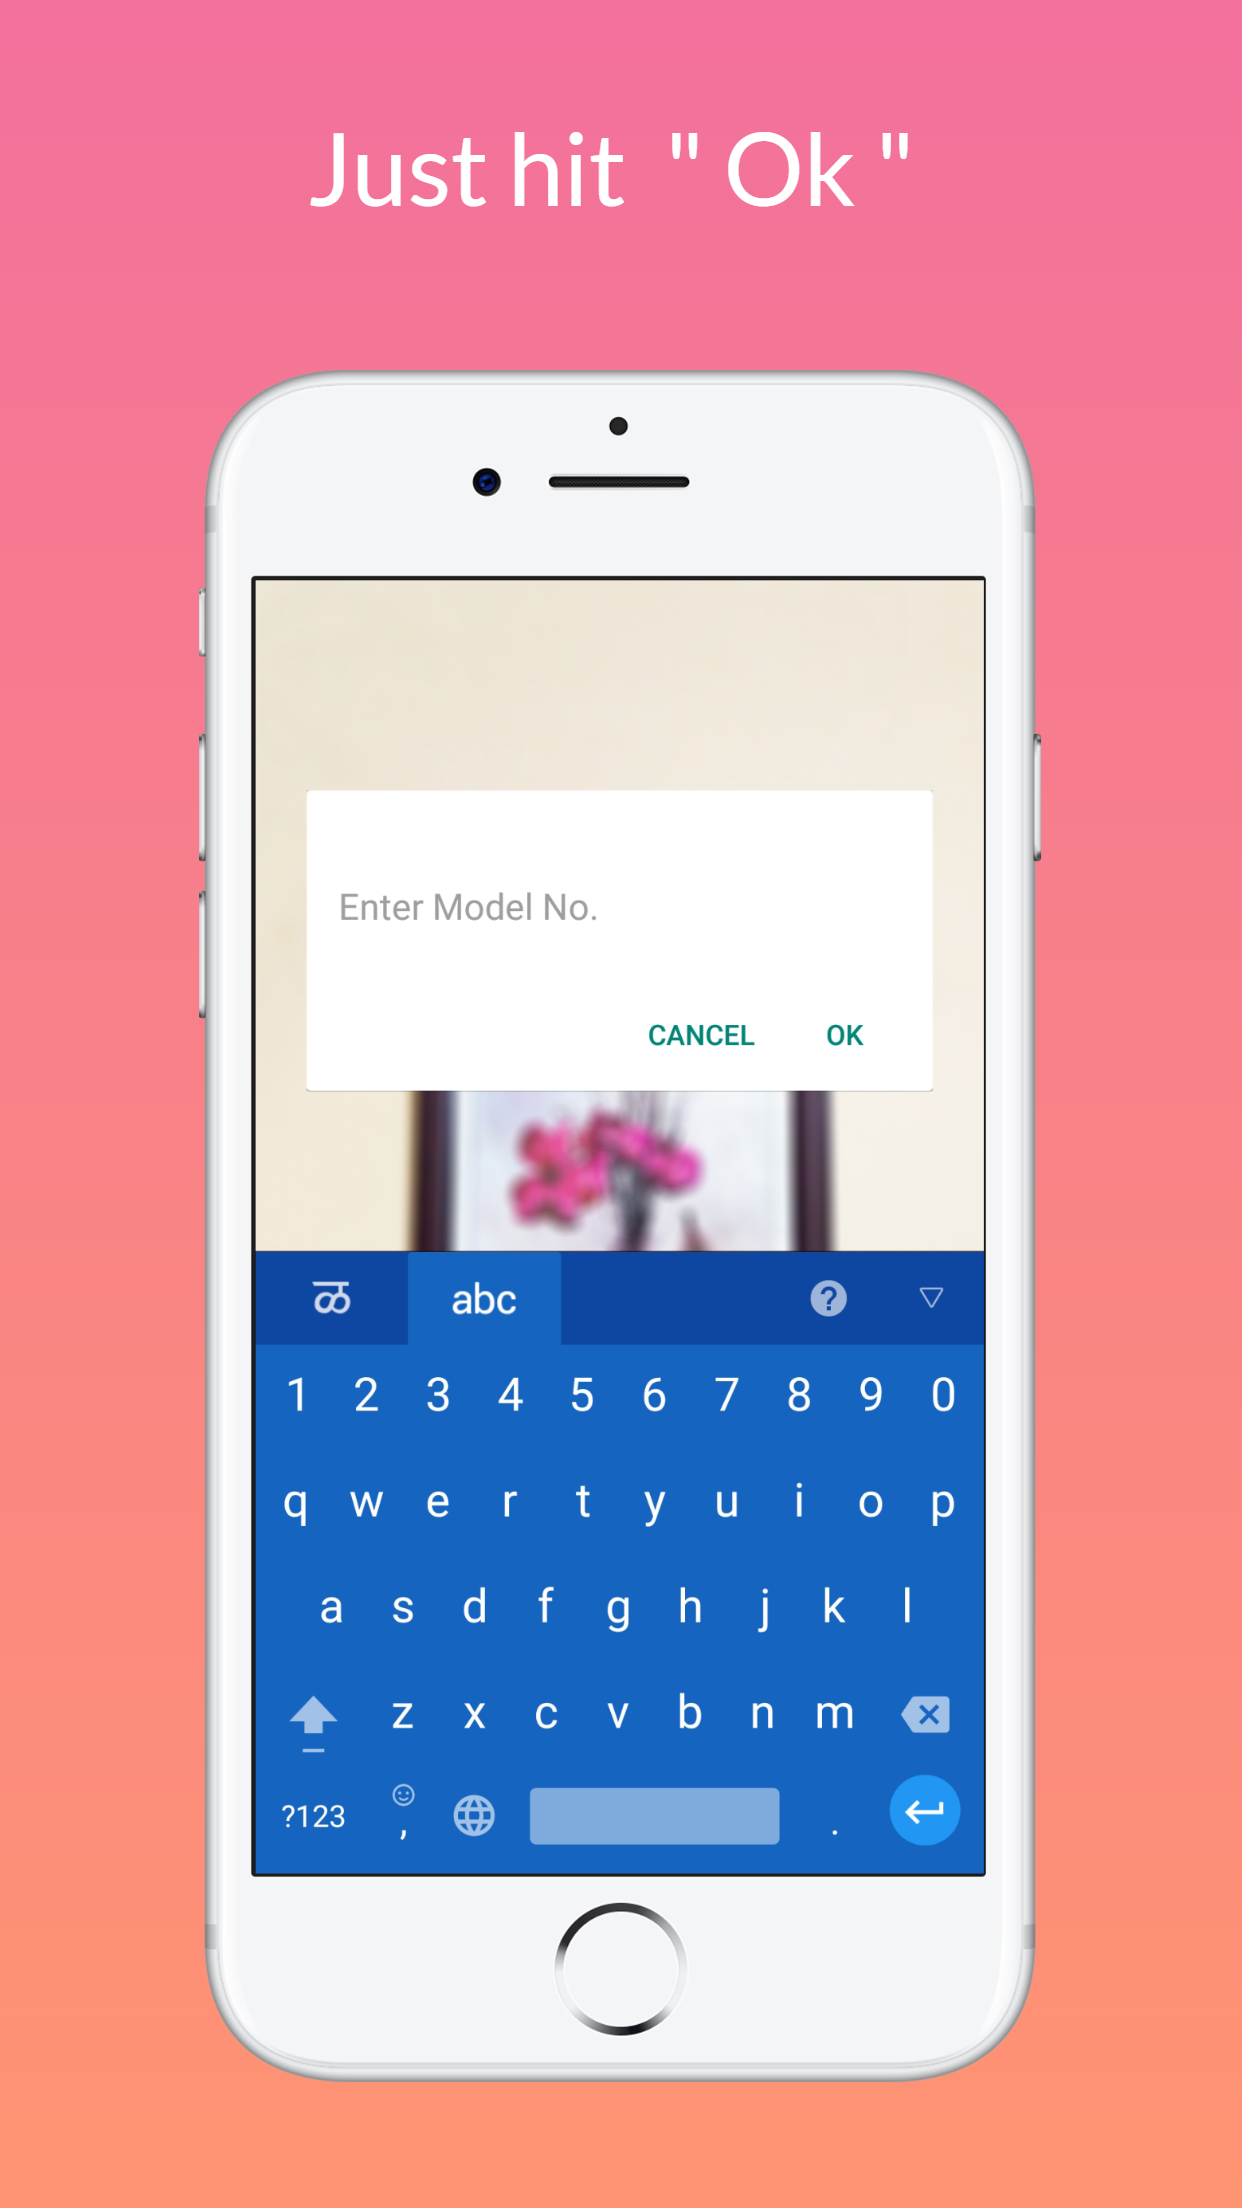 Just hit " Ok "
Enter Model No.
CANCEL OK
ळ abc ?
1 2 3 4 5 6 7 8 9 0
q w e r t y u i o p
a s d f g h j k l
z x c v b n m
?123 , .